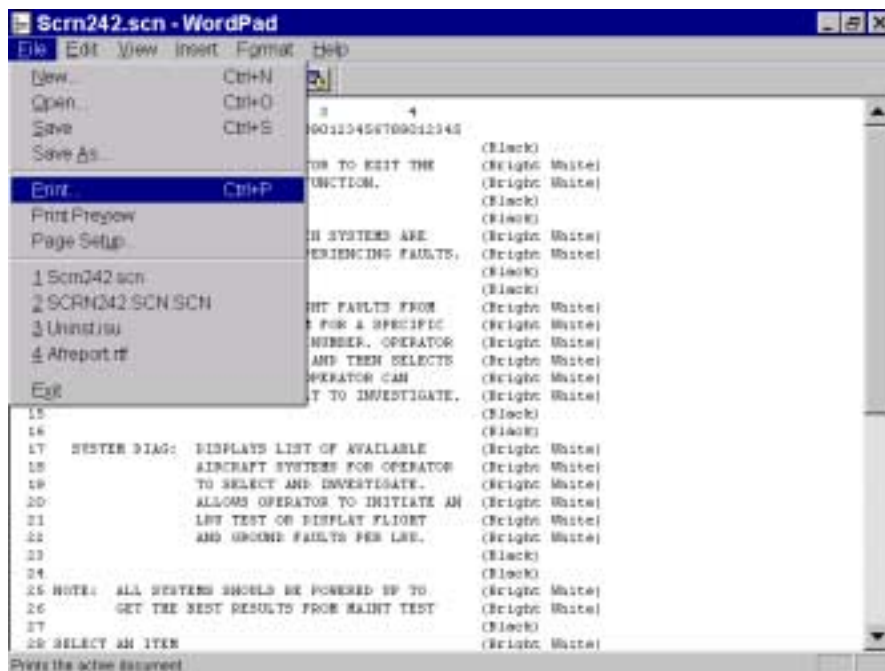 Scrn242.scn - WordPad
File Edit View Insert Format Help
New... Ctrl+N
Open... Ctrl+O
Save Ctrl+S
Save As...
Print... Ctrl+P
Print Preview
Page Setup...
1 Scrn242.scn
2 SCRN242.SCN.SCN
3 Uninst.isu
4 Afreport.rtf
Exit
3 4
890123456789012345
(Black)
TOR TO EXIT THE (Bright White)
FUNCTION. (Bright White)
(Black)
(Black)
CH SYSTEMS ARE (Bright White)
PERIENCING FAULTS. (Bright White)
(Black)
(Black)
GHT FAULTS FROM (Bright White)
FOR A SPECIFIC (Bright White)
NUMBER. OPERATOR (Bright White)
AND THEN SELECTS (Bright White)
OPERATOR CAN (Bright White)
T TO INVESTIGATE. (Bright White)
15 (Black)
16 (Black)
17 SYSTEM DIAG: DISPLAYS LIST OF AVAILABLE (Bright White)
18 AIRCRAFT SYSTEMS FOR OPERATOR (Bright White)
19 TO SELECT AND INVESTIGATE. (Bright White)
20 ALLOWS OPERATOR TO INITIATE AN (Bright White)
21 LRU TEST OR DISPLAY FLIGHT (Bright White)
22 AND GROUND FAULTS PER LRU. (Bright White)
23 (Black)
24 (Black)
25 NOTE: ALL SYSTEMS SHOULD BE POWERED UP TO (Bright White)
26 GET THE BEST RESULTS FROM MAINT TEST (Bright White)
27 (Black)
28 SELECT AN ITEM (Bright White)
Prints the active document